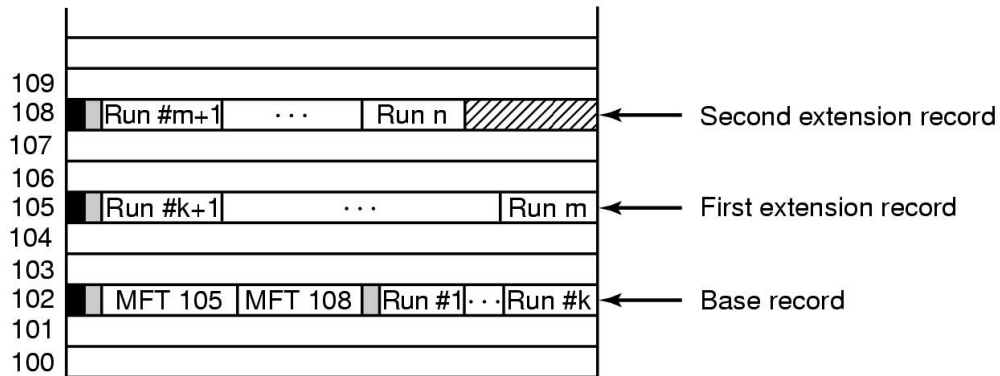 109
108 Run #m+1 · · · Run n Second extension record
107
106
105 Run #k+1 · · · Run m First extension record
104
103
102 MFT 105 MFT 108 Run #1 · · · Run #k Base record
101
100